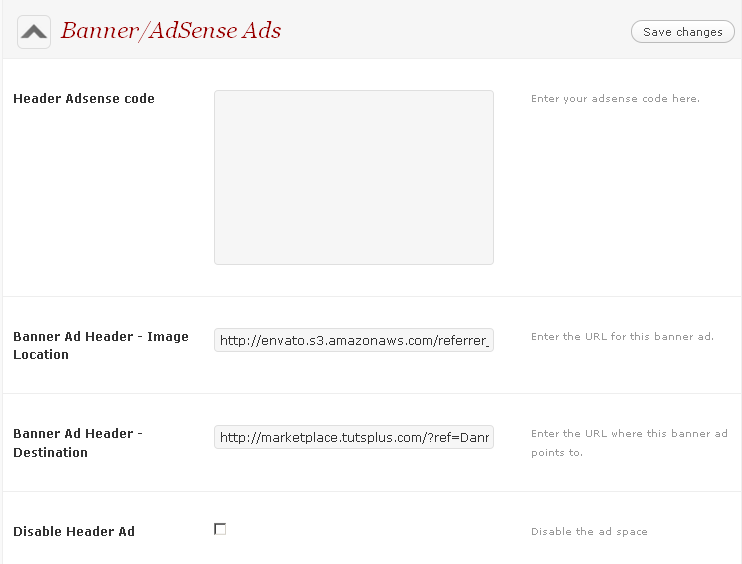 Banner/AdSense Ads
Save changes
Header Adsense code
Enter your adsense code here.
Banner Ad Header - Image
Location
http://envato.s3.amazonaws.com/referrer_
Enter the URL for this banner ad.
Banner Ad Header -
Destination
http://marketplace.tutsplus.com/?ref=Dann
Enter the URL where this banner ad
points to.
Disable Header Ad
Disable the ad space